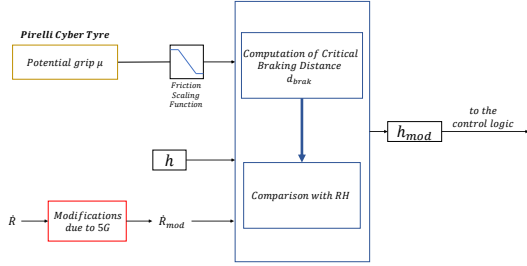 Pirelli Cyber Tyre
Potential grip μ
Friction
Scaling
Function
Computation of Critical
Braking Distance
d_brak
h
Comparison with RH
Ṙ
Modifications
due to 5G
Ṙ_mod
h_mod
to the
control logic